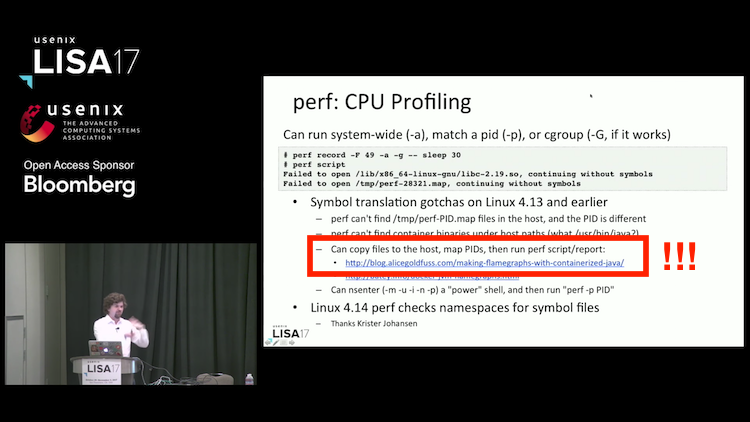 usenix
LISA17
usenix
THE ADVANCED
COMPUTING SYSTEMS
ASSOCIATION
Open Access Sponsor
Bloomberg
perf: CPU Profiling
Can run system-wide (-a), match a pid (-p), or cgroup (-G, if it works)
# perf record -F 49 -a -g -- sleep 30
# perf script
Failed to open /lib/x86_64-linux-gnu/libc-2.19.so, continuing without symbols
Failed to open /tmp/perf-28321.map, continuing without symbols
• Symbol translation gotchas on Linux 4.13 and earlier
– perf can't find /tmp/perf-PID.map files in the host, and the PID is different
– perf can't find container binaries under host paths (what /usr/bin/java?)
– Can copy files to the host, map PIDs, then run perf script/report:
• http://blog.alicegoldfuss.com/making-flamegraphs-with-containerized-java/
!!!
– Can nsenter (-m -u -i -n -p) a "power" shell, and then run "perf -p PID"
• Linux 4.14 perf checks namespaces for symbol files
– Thanks Krister Johansen
usenix
LISA17
LISA17